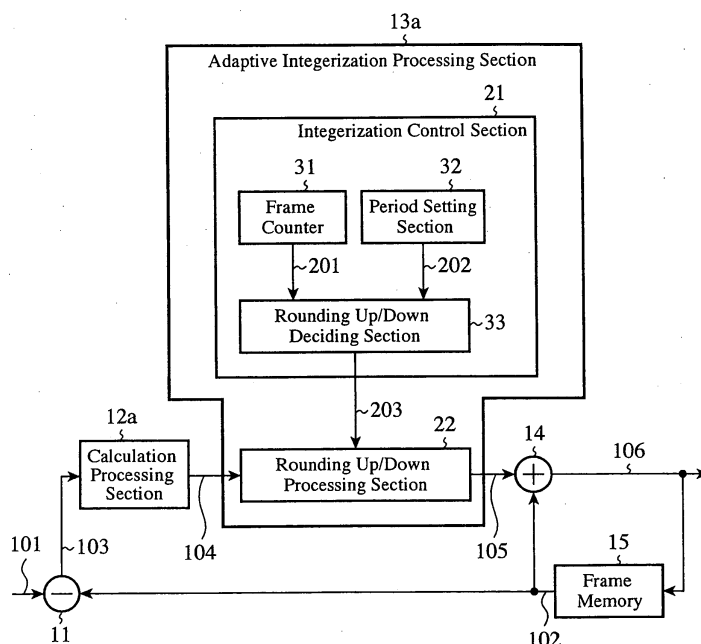 13a
Adaptive Integerization Processing Section
21
Integerization Control Section
31
32
Frame
Counter
Period Setting
Section
201
202
Rounding Up/Down
Deciding Section
33
203
12a
22
14
106
Calculation
Processing
Section
Rounding Up/Down
Processing Section
+
104
105
101
103
15
Frame
Memory
−
11
102